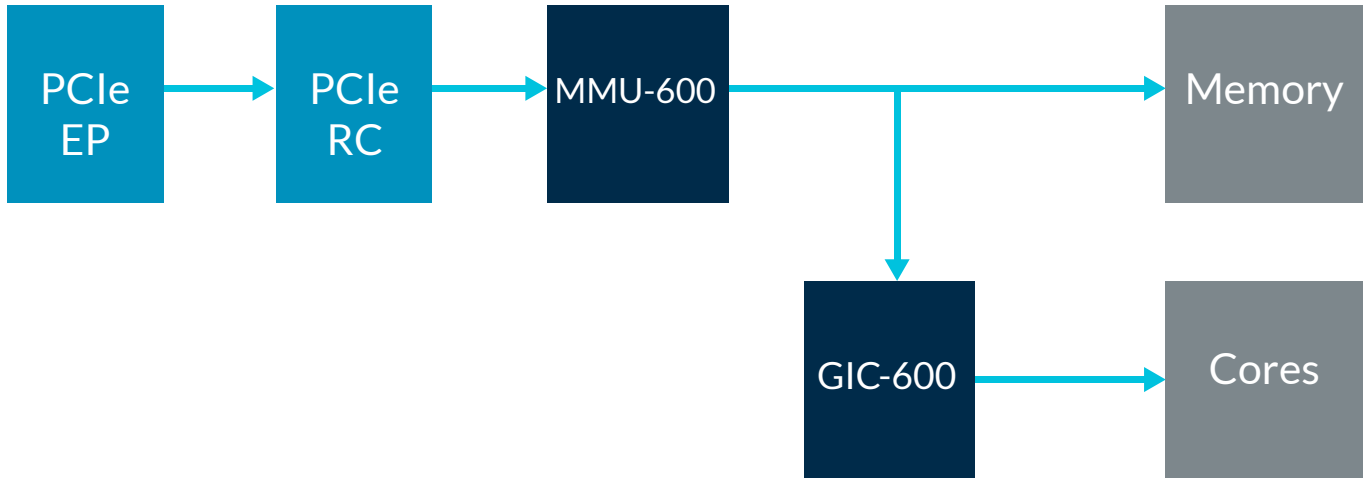 PCIe
EP
PCIe
RC
MMU-600
Memory
GIC-600
Cores